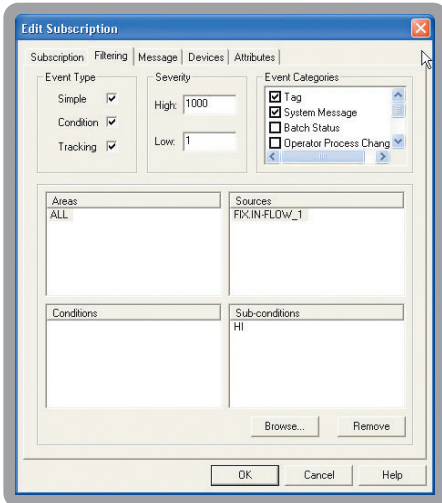 Edit Subscription
Subscription Filtering Message Devices Attributes
Event Type Severity Event Categories
Simple High: 1000 Tag
Condition System Message
Low: 1 Batch Status
Tracking Operator Process Chang
Areas Sources
ALL FIX.IN-FLOW_1
Conditions Sub-conditions
HI
Browse... Remove
OK Cancel Help